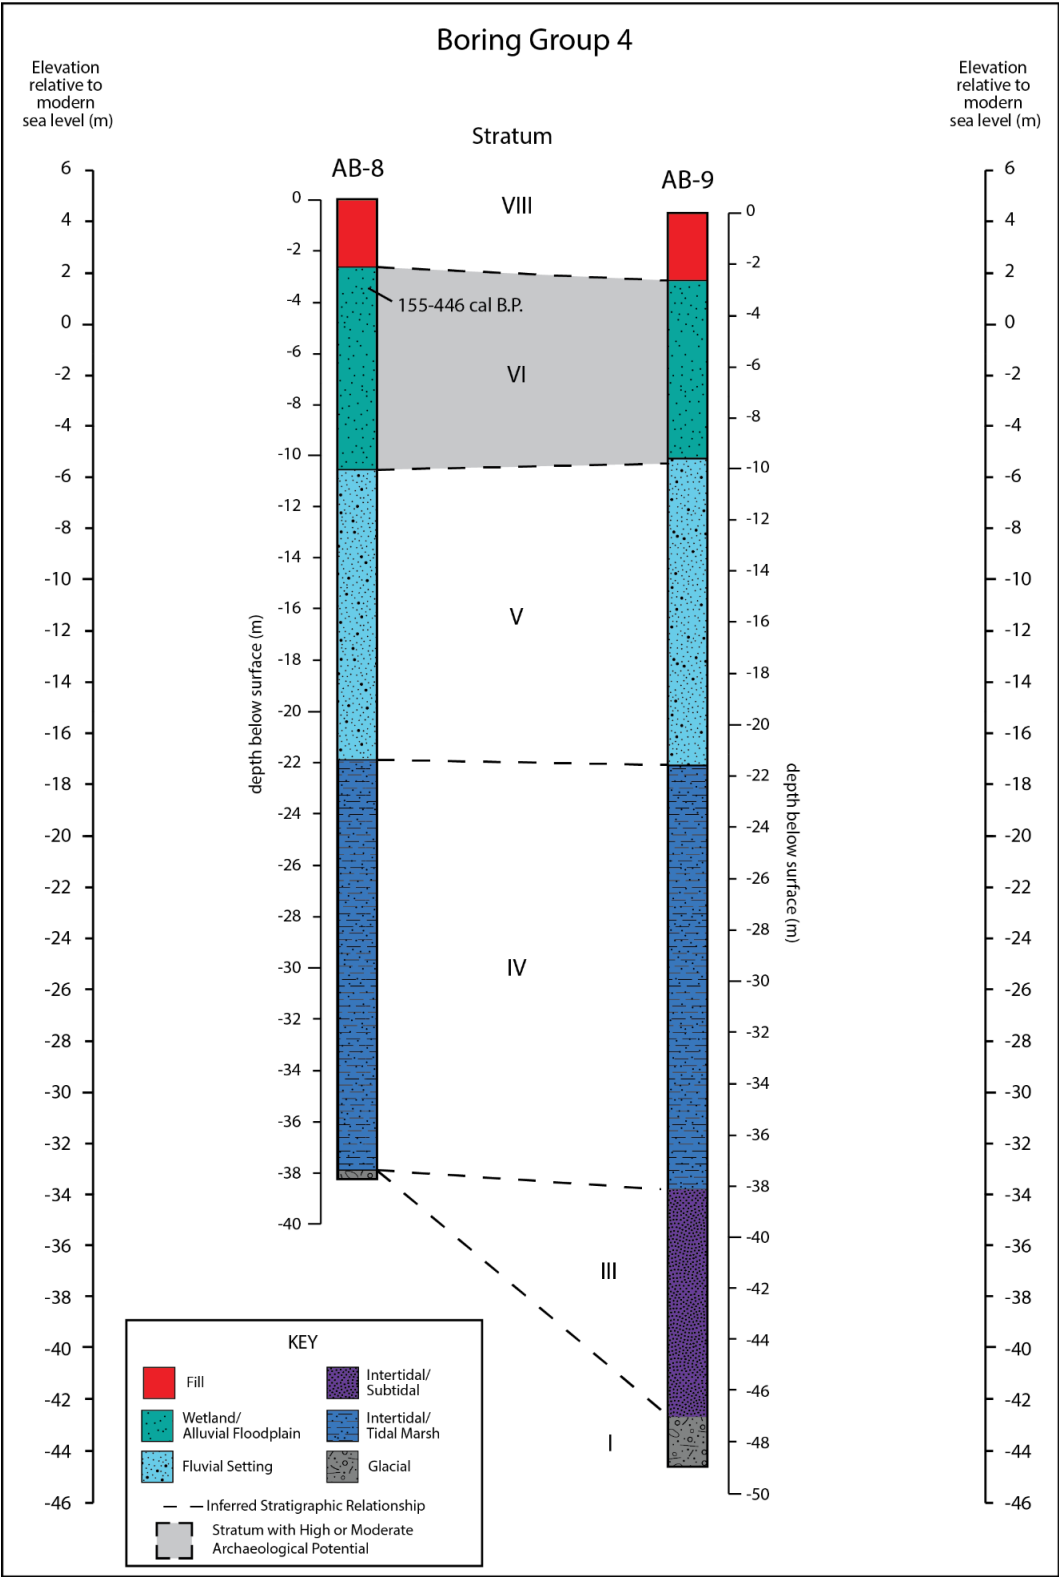 Boring Group 4
Elevation
relative to
modern
sea level (m)
Elevation
relative to
modern
sea level (m)
Stratum
AB-8
AB-9
6
4
2
0
-2
-4
-6
-8
-10
-12
-14
-16
-18
-20
-22
-24
-26
-28
-30
-32
-34
-36
-38
-40
-42
-44
-46
depth below surface (m)
0
-2
-4
-6
-8
-10
-12
-14
-16
-18
-20
-22
-24
-26
-28
-30
-32
-34
-36
-38
-40
VIII
155-446 cal B.P.
VI
V
IV
III
I
0
-2
-4
-6
-8
-10
-12
-14
-16
-18
-20
-22
-24
-26
-28
-30
-32
-34
-36
-38
-40
-42
-44
-46
-48
-50
depth below surface (m)
6
4
2
0
-2
-4
-6
-8
-10
-12
-14
-16
-18
-20
-22
-24
-26
-28
-30
-32
-34
-36
-38
-40
-42
-44
-46
KEY
Fill
Intertidal/
Subtidal
Wetland/
Alluvial Floodplain
Intertidal/
Tidal Marsh
Fluvial Setting
Glacial
Inferred Stratigraphic Relationship
Stratum with High or Moderate
Archaeological Potential